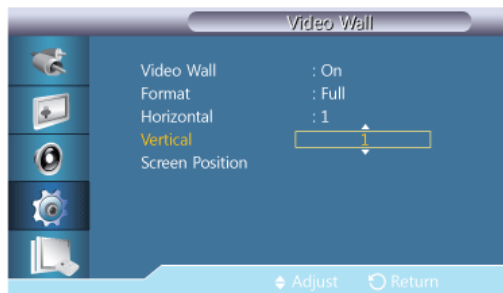 Video Wall
Video Wall : On
Format : Full
Horizontal : 1
Vertical 1
Screen Position
Adjust Return